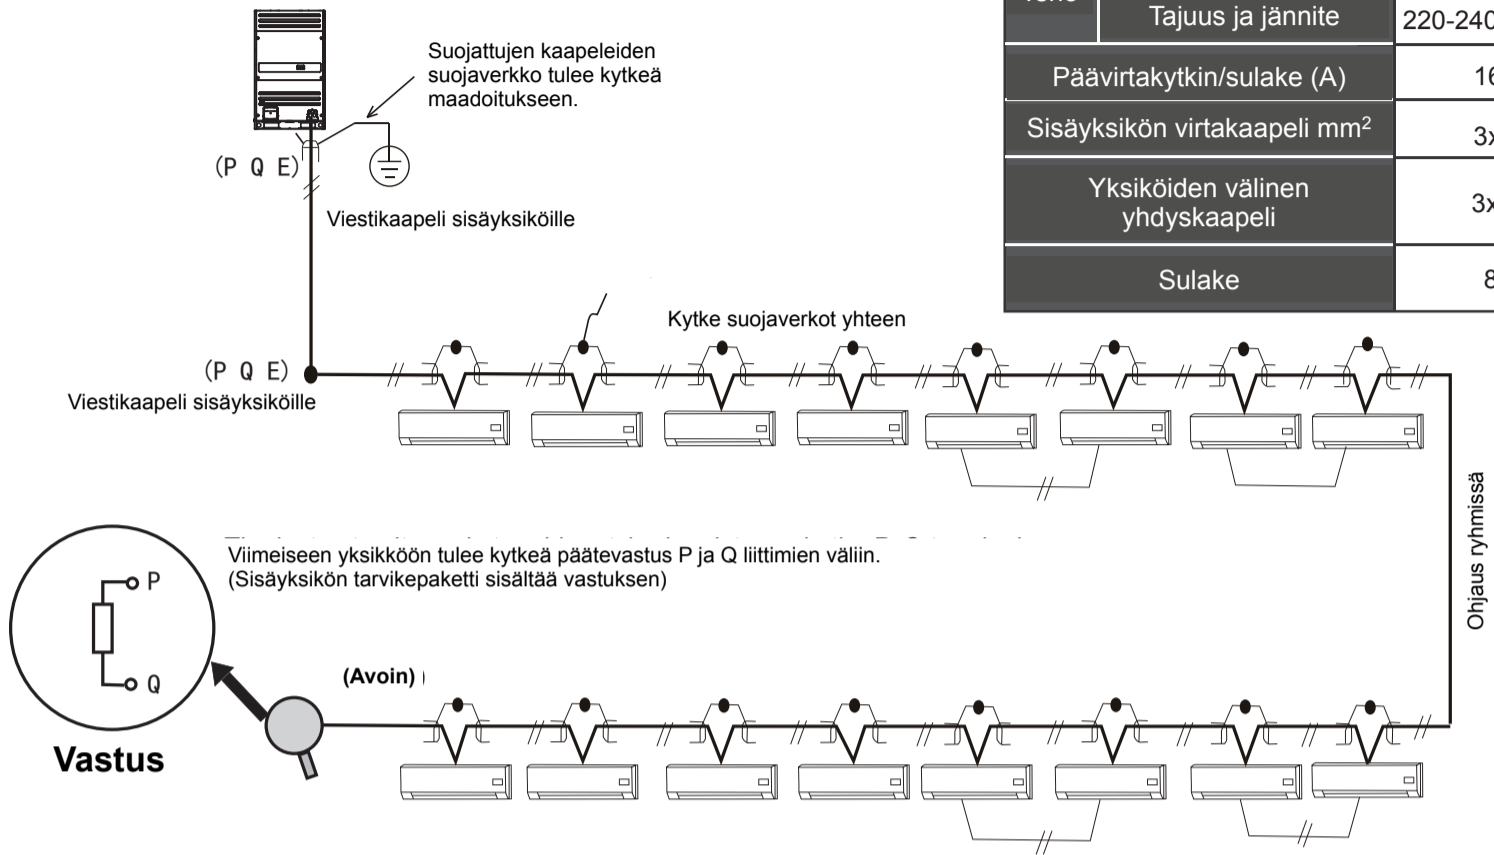 Suojattujen kaapeleiden
suojaverkko tulee kytkeä
maadoitukseen.
(P Q E)
Viestikaapeli sisäyksiköille
Tajuus ja jännite
220-240
Päävirtakytkin/sulake (A)
16
Sisäyksikön virtakaapeli mm²
3x
Yksiköiden välinen
yhdyskaapeli
3x
Sulake
8
Kytke suojaverkot yhteen
(P Q E)
Viestikaapeli sisäyksiköille
Ohjaus ryhmissä
Viimeiseen yksikköön tulee kytkeä päätevastus P ja Q liittimien väliin.
(Sisäyksikön tarvikepaketti sisältää vastuksen)
P
Q
(Avoin)
Vastus